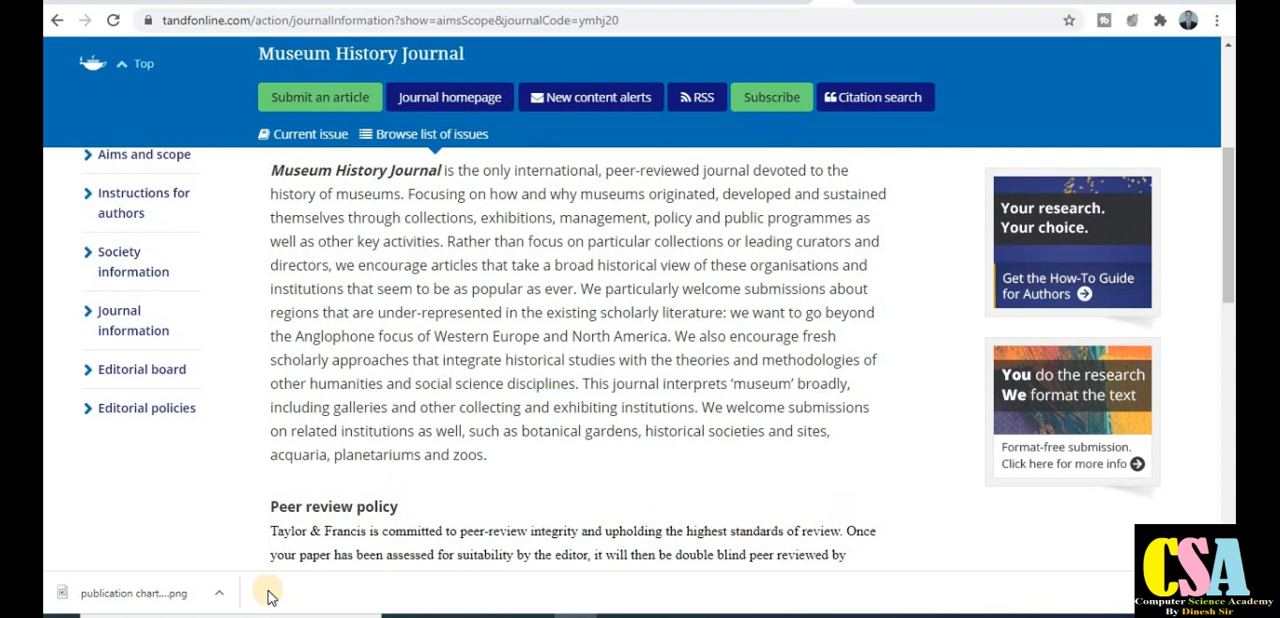 tandfonline.com/action/journalInformation?show=aimsScope&journalCode=ymhj20
Museum History Journal
Top
Submit an article
Journal homepage
New content alerts
RSS
Subscribe
Citation search
Current issue
Browse list of issues
Aims and scope
Instructions for
authors
Society
information
Journal
information
Editorial board
Editorial policies
Museum History Journal is the only international, peer-reviewed journal devoted to the
history of museums. Focusing on how and why museums originated, developed and sustained
themselves through collections, exhibitions, management, policy and public programmes as
well as other key activities. Rather than focus on particular collections or leading curators and
directors, we encourage articles that take a broad historical view of these organisations and
institutions that seem to be as popular as ever. We particularly welcome submissions about
regions that are under-represented in the existing scholarly literature: we want to go beyond
the Anglophone focus of Western Europe and North America. We also encourage fresh
scholarly approaches that integrate historical studies with the theories and methodologies of
other humanities and social science disciplines. This journal interprets ‘museum’ broadly,
including galleries and other collecting and exhibiting institutions. We welcome submissions
on related institutions as well, such as botanical gardens, historical societies and sites,
acquaria, planetariums and zoos.
Peer review policy
Taylor & Francis is committed to peer-review integrity and upholding the highest standards of review. Once
your paper has been assessed for suitability by the editor, it will then be double blind peer reviewed by
Your research.
Your choice.
Get the How-To Guide
for Authors
You do the research
We format the text
Format-free submission.
Click here for more info
publication chart....png
CSA
Computer Science Academy
By Dinesh Sir